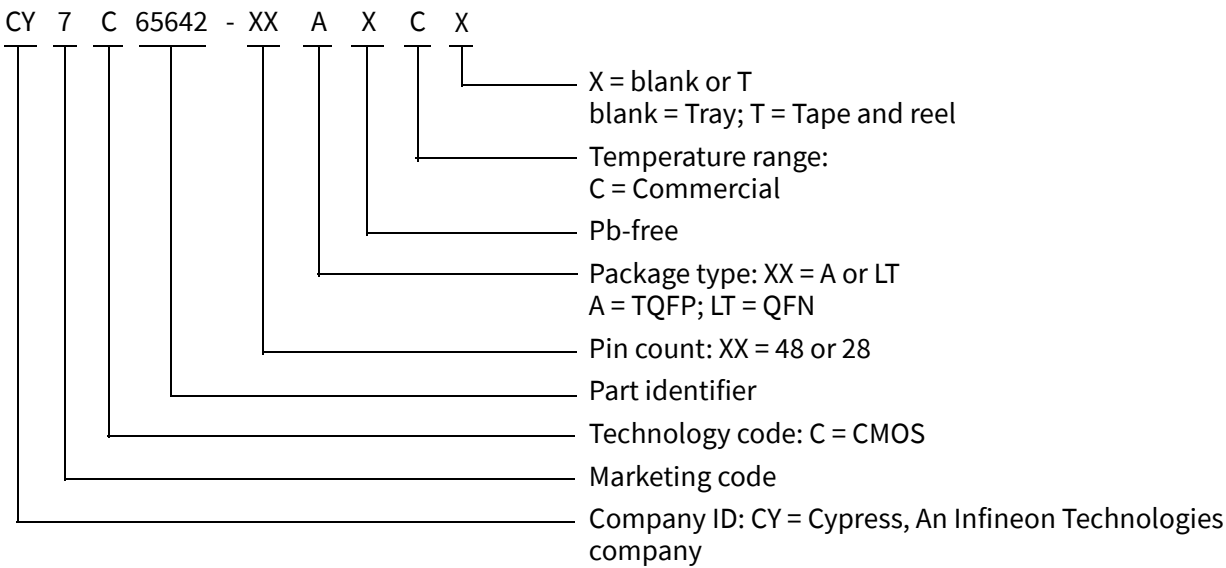 CY 7 C 65642 - XX A X C X
X = blank or T
blank = Tray; T = Tape and reel
Temperature range:
C = Commercial
Pb-free
Package type: XX = A or LT
A = TQFP; LT = QFN
Pin count: XX = 48 or 28
Part identifier
Technology code: C = CMOS
Marketing code
Company ID: CY = Cypress, An Infineon Technologies
company